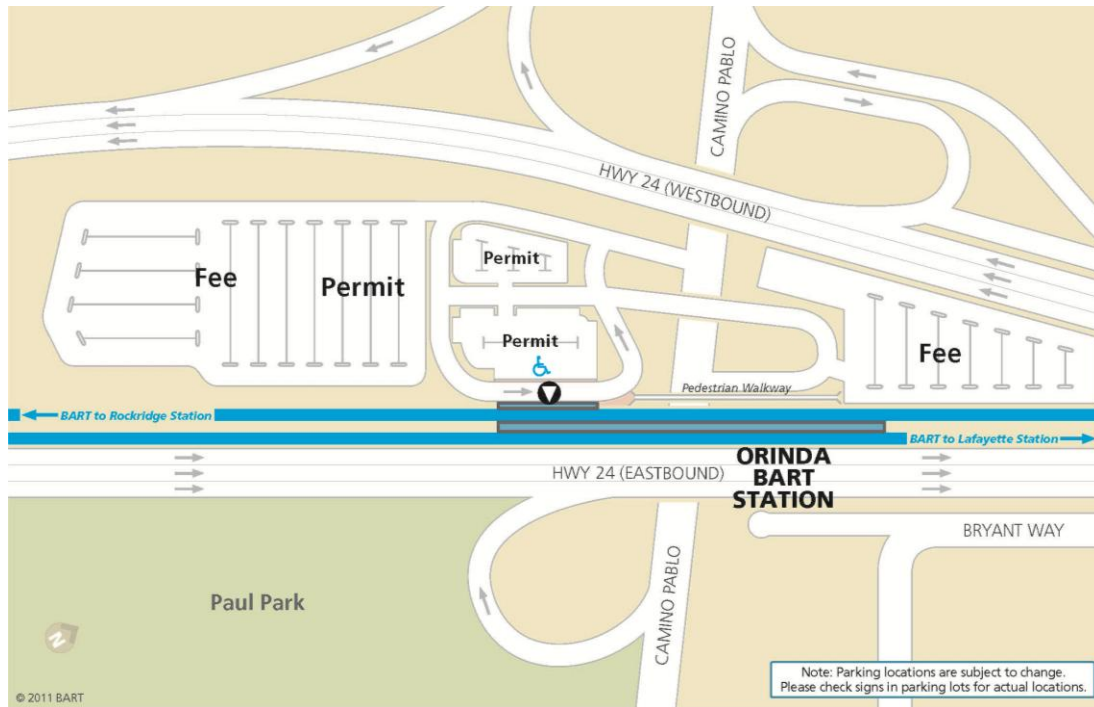 CAMINO PABLO
HWY 24 (WESTBOUND)
Permit
Fee
Permit
Permit
Fee
Pedestrian Walkway
BART to Rockridge Station
BART to Lafayette Station
HWY 24 (EASTBOUND)
ORINDA
BART
STATION
BRYANT WAY
CAMINO PABLO
Paul Park
N
Note: Parking locations are subject to change.
Please check signs in parking lots for actual locations.
© 2011 BART